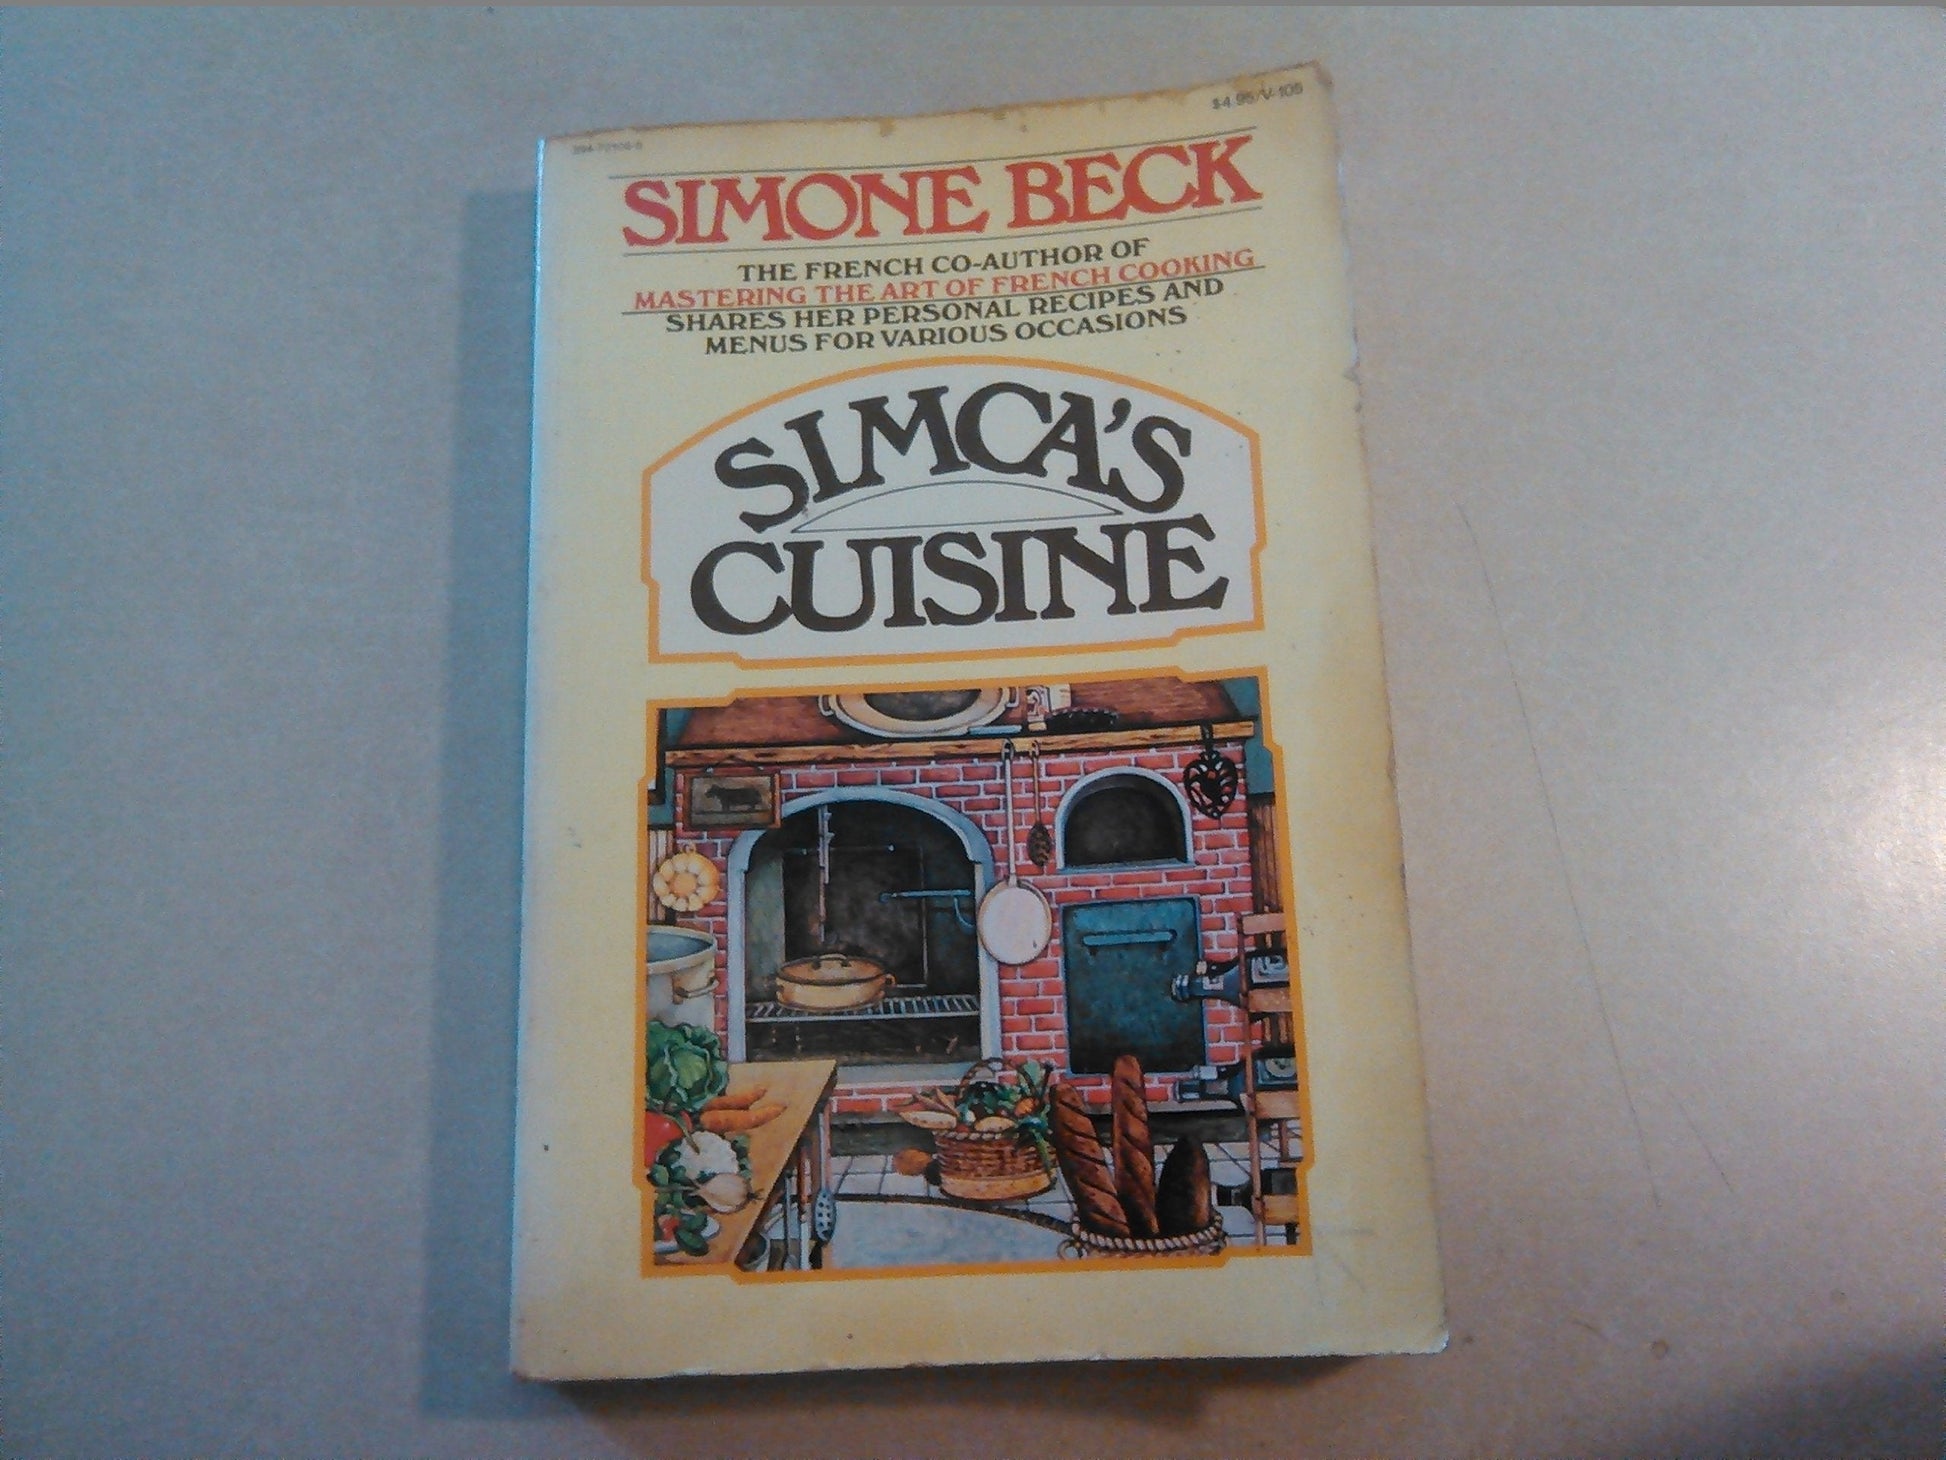 $4.95/V-105
SIMONE BECK
THE FRENCH CO-AUTHOR OF
MASTERING THE ART OF FRENCH COOKING
SHARES HER PERSONAL RECIPES AND
MENUS FOR VARIOUS OCCASIONS
SIMCA'S
CUISINE